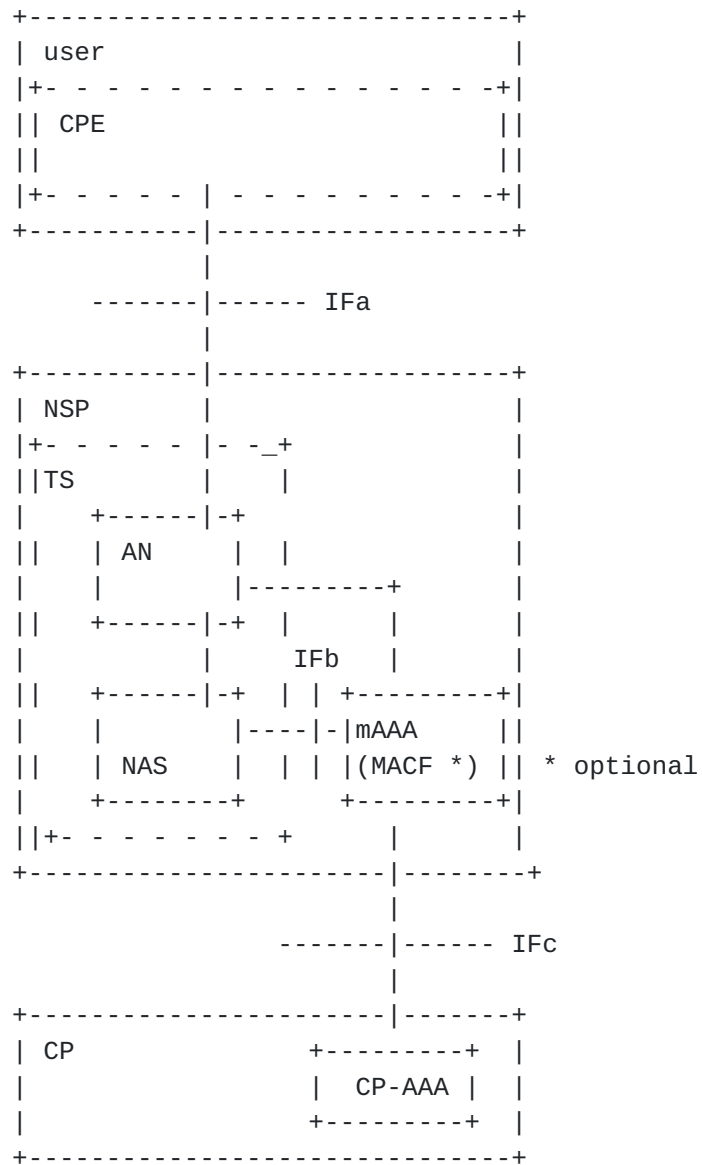 user
CPE
IFa
NSP
TS
AN
IFb
mAAA
NAS (MACF *) * optional
IFc
CP
CP-AAA